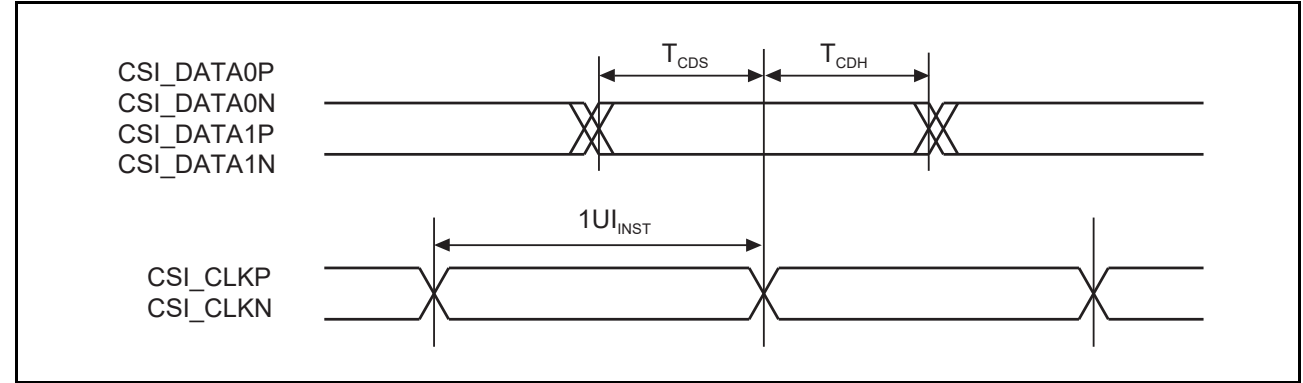 T_CDS T_CDH
CSI_DATA0P
CSI_DATA0N
CSI_DATA1P
CSI_DATA1N
1UI_INST
CSI_CLKP
CSI_CLKN